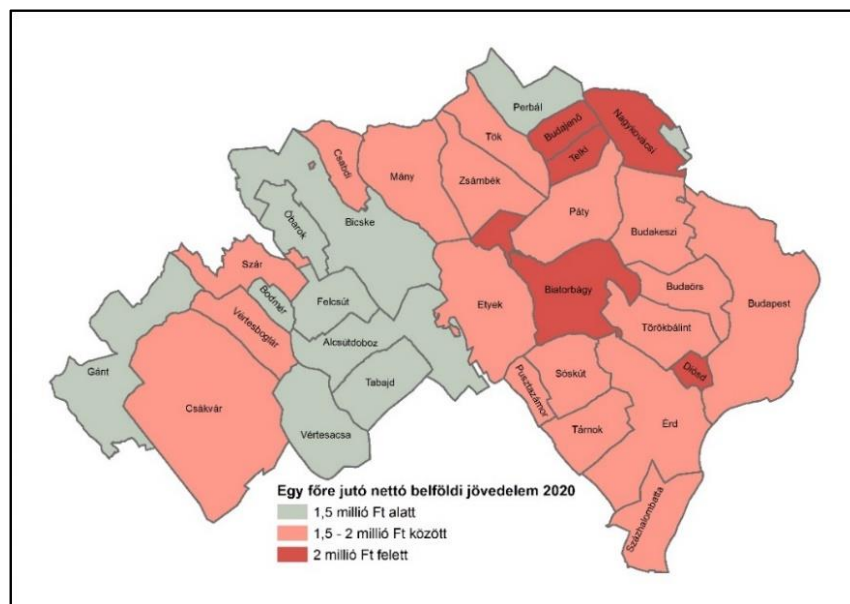 Perbál
Nagykovácsi
Budajenő
Tök
Telki
Csabdi
Mány
Zsámbék
Páty
Óbarok
Bicske
Budakeszi
Szár
Etyek
Biatorbágy
Budaörs
Budapest
Bodmér
Felcsút
Törökbálint
Vértesboglár
Alcsútdoboz
Gánt
Tabajd
Pusztazámor
Sóskút
Diósd
Csákvár
Vértesacsa
Tárnok
Érd
Százhalombatta
Egy főre jutó nettó belföldi jövedelem 2020
1,5 millió Ft alatt
1,5 - 2 millió Ft között
2 millió Ft felett